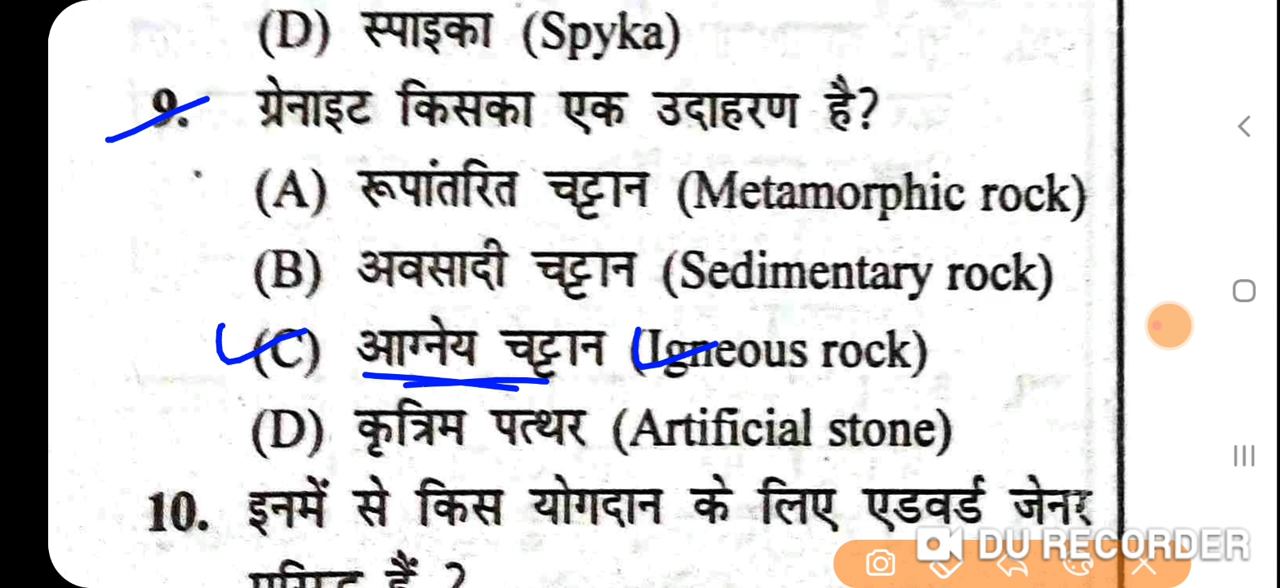 (D) स्पाइका (Spyka)
9. ग्रेनाइट किसका एक उदाहरण है?
(A) रूपांतरित चट्टान (Metamorphic rock)
(B) अवसादी चट्टान (Sedimentary rock)
(C) आग्नेय चट्टान (Igneous rock)
(D) कृत्रिम पत्थर (Artificial stone)
10. इनमें से किस योगदान के लिए एडवर्ड जेनर
हैं ?
DU RECORDER